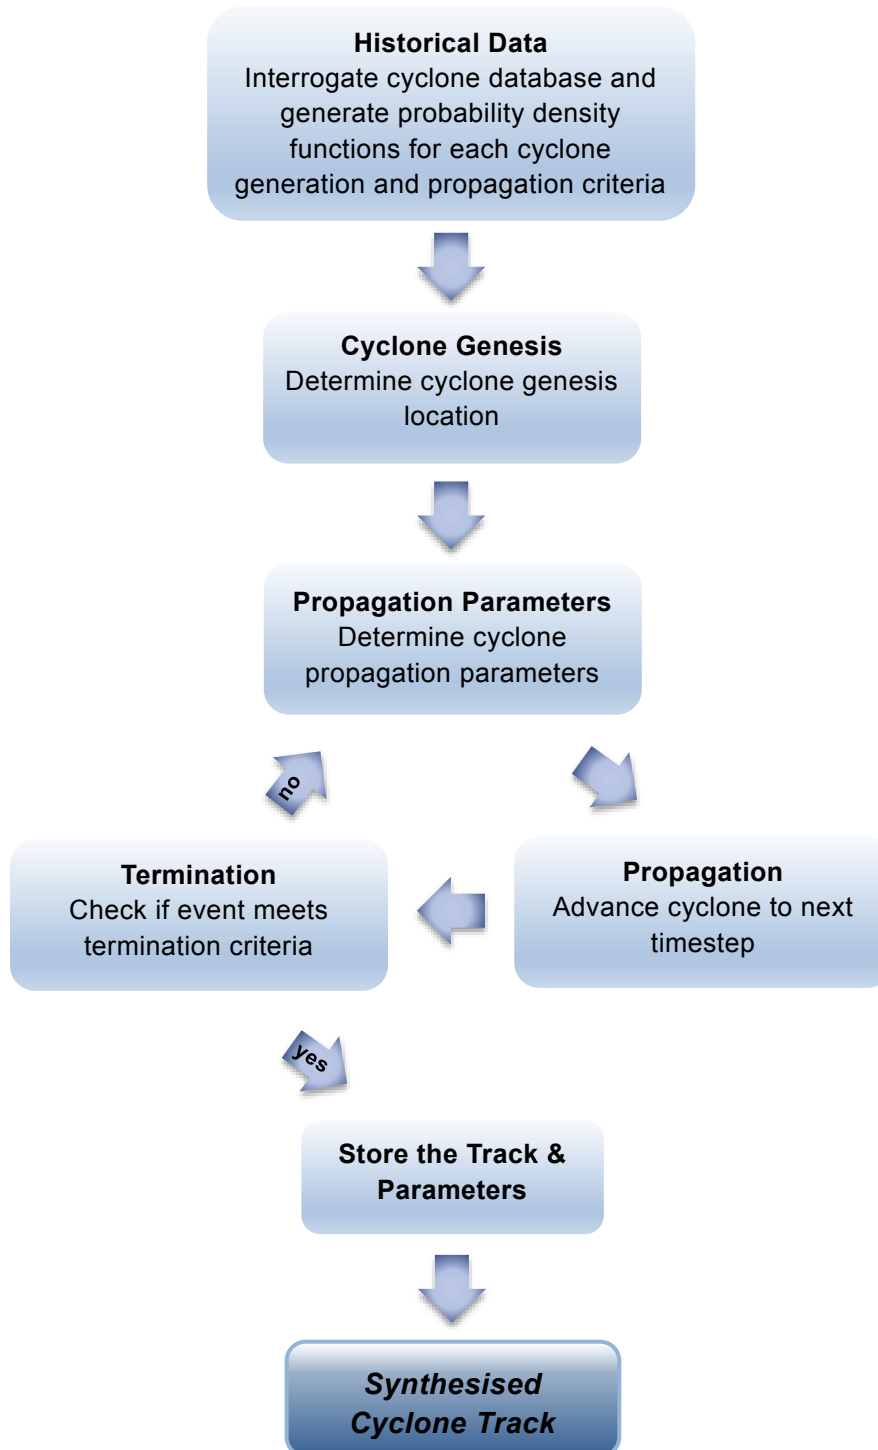 Historical Data
Interrogate cyclone database and
generate probability density
functions for each cyclone
generation and propagation criteria
Cyclone Genesis
Determine cyclone genesis
location
Propagation Parameters
Determine cyclone
propagation parameters
no
Termination
Check if event meets
termination criteria
Propagation
Advance cyclone to next
timestep
yes
Store the Track &
Parameters
Synthesised
Cyclone Track